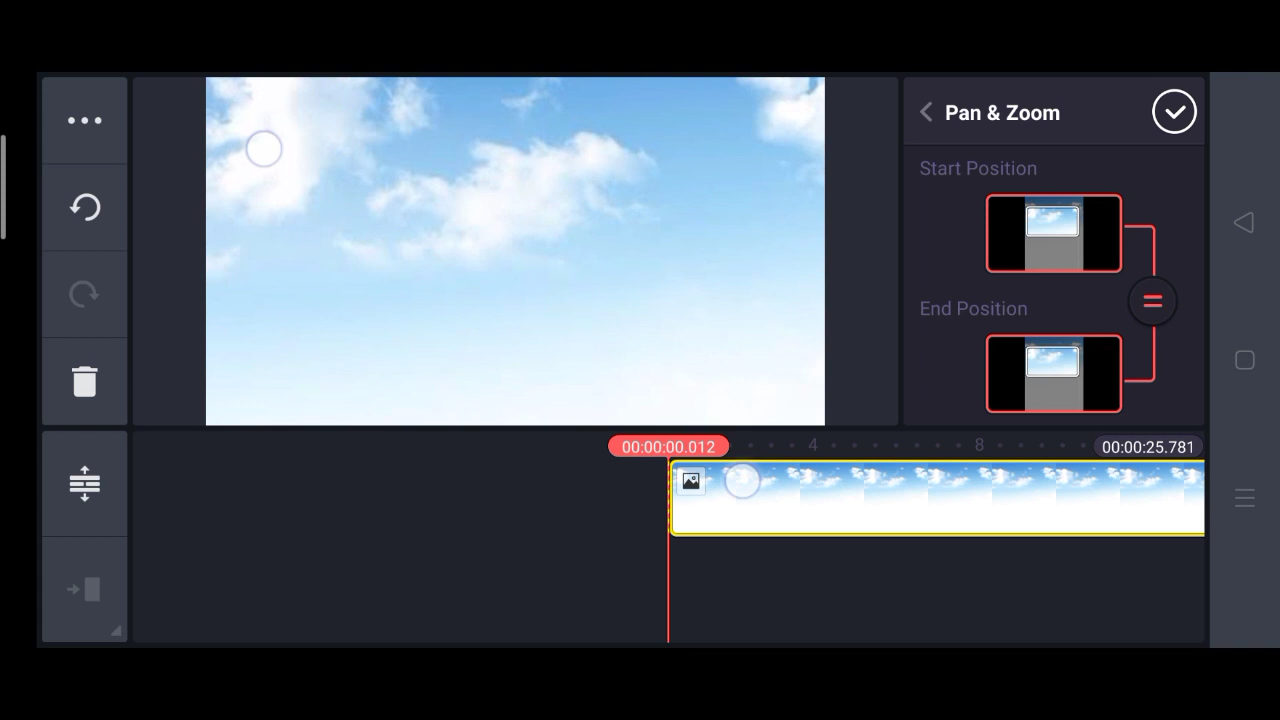 Pan & Zoom
Start Position
End Position
00:00:00.012
4
8
00:00:25.781